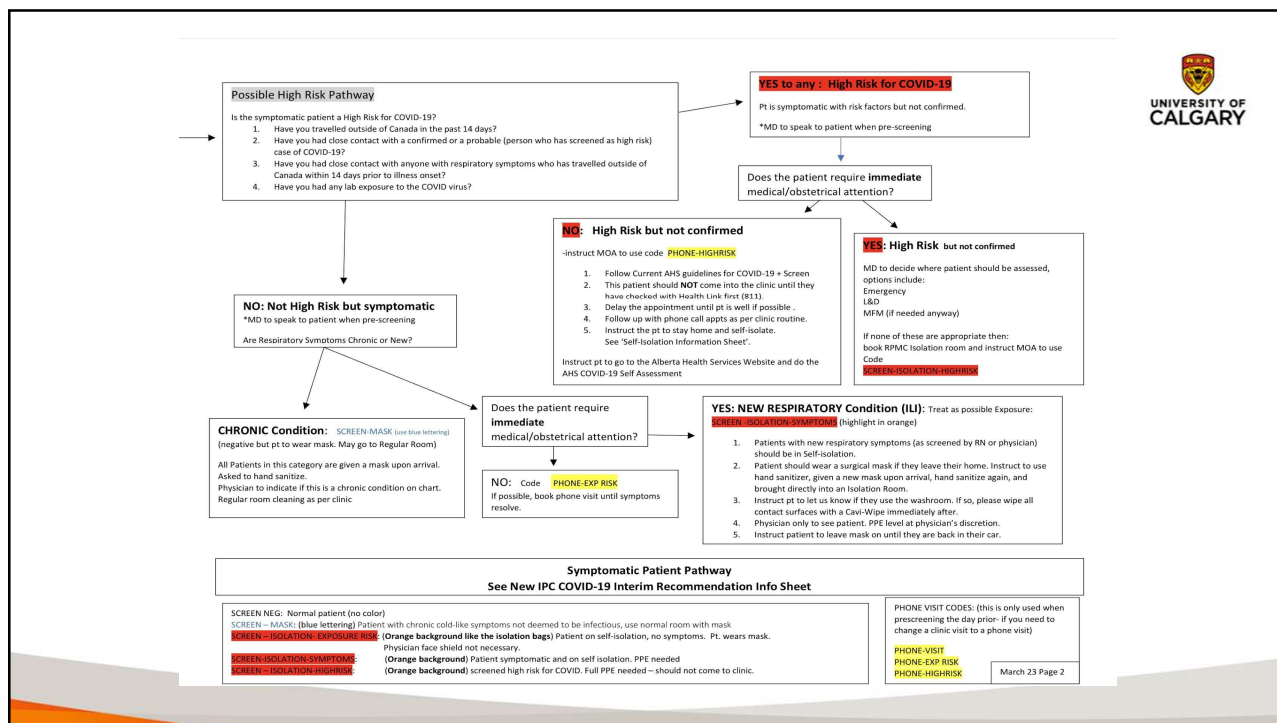 Possible High Risk Pathway
Is the symptomatic patient a High Risk for COVID-19?
1. Have you travelled outside of Canada in the past 14 days?
2. Have you had close contact with a confirmed or a probable (person who has screened as high risk)
case of COVID-19?
3. Have you had close contact with anyone with respiratory symptoms who has travelled outside of
Canada within 14 days prior to illness onset?
4. Have you had any lab exposure to the COVID virus?
YES to any : High Risk for COVID-19
Pt is symptomatic with risk factors but not confirmed.
*MD to speak to patient when pre-screening
UNIVERSITY OF
CALGARY
Does the patient require immediate
medical/obstetrical attention?
NO: High Risk but not confirmed
-instruct MOA to use code PHONE-HIGHRISK
1. Follow Current AHS guidelines for COVID-19 + Screen
2. This patient should NOT come into the clinic until they
have checked with Health Link first (811).
3. Delay the appointment until pt is well if possible .
4. Follow up with phone call appts as per clinic routine.
5. Instruct the pt to stay home and self-isolate.
See 'Self-Isolation Information Sheet'.
Instruct pt to go to the Alberta Health Services Website and do the
AHS COVID-19 Self Assessment
YES: High Risk but not confirmed
MD to decide where patient should be assessed,
options include:
Emergency
L&D
MFM (if needed anyway)
If none of these are appropriate then:
book RPMC Isolation room and instruct MOA to use
Code
SCREEN-ISOLATION-HIGHRISK
NO: Not High Risk but symptomatic
*MD to speak to patient when pre-screening
Are Respiratory Symptoms Chronic or New?
CHRONIC Condition: SCREEN-MASK (use blue lettering)
(negative but pt to wear mask. May go to Regular Room)
All Patients in this category are given a mask upon arrival.
Asked to hand sanitize.
Physician to indicate if this is a chronic condition on chart.
Regular room cleaning as per clinic
Does the patient require
immediate
medical/obstetrical attention?
NO: Code PHONE-EXP RISK
If possible, book phone visit until symptoms
resolve.
YES: NEW RESPIRATORY Condition (ILI): Treat as possible Exposure:
SCREEN -ISOLATION-SYMPTOMS (highlight in orange)
1. Patients with new respiratory symptoms (as screened by RN or physician)
should be in Self-isolation.
2. Patient should wear a surgical mask if they leave their home. Instruct to use
hand sanitizer, given a new mask upon arrival, hand sanitize again, and
brought directly into an Isolation Room.
3. Instruct pt to let us know if they use the washroom. If so, please wipe all
contact surfaces with a Cavi-Wipe immediately after.
4. Physician only to see patient. PPE level at physician's discretion.
5. Instruct patient to leave mask on until they are back in their car.
Symptomatic Patient Pathway
See New IPC COVID-19 Interim Recommendation Info Sheet
SCREEN NEG: Normal patient (no color)
SCREEN – MASK: (blue lettering) Patient with chronic cold-like symptoms not deemed to be infectious, use normal room with mask
SCREEN – ISOLATION- EXPOSURE RISK: (Orange background like the isolation bags) Patient on self-isolation, no symptoms. Pt. wears mask.
Physician face shield not necessary.
SCREEN-ISOLATION-SYMPTOMS: (Orange background) Patient symptomatic and on self isolation. PPE needed
SCREEN – ISOLATION-HIGHRISK: (Orange background) screened high risk for COVID. Full PPE needed – should not come to clinic.
PHONE VISIT CODES: (this is only used when
prescreening the day prior- if you need to
change a clinic visit to a phone visit)
PHONE-VISIT
PHONE-EXP RISK
PHONE-HIGHRISK
March 23 Page 2